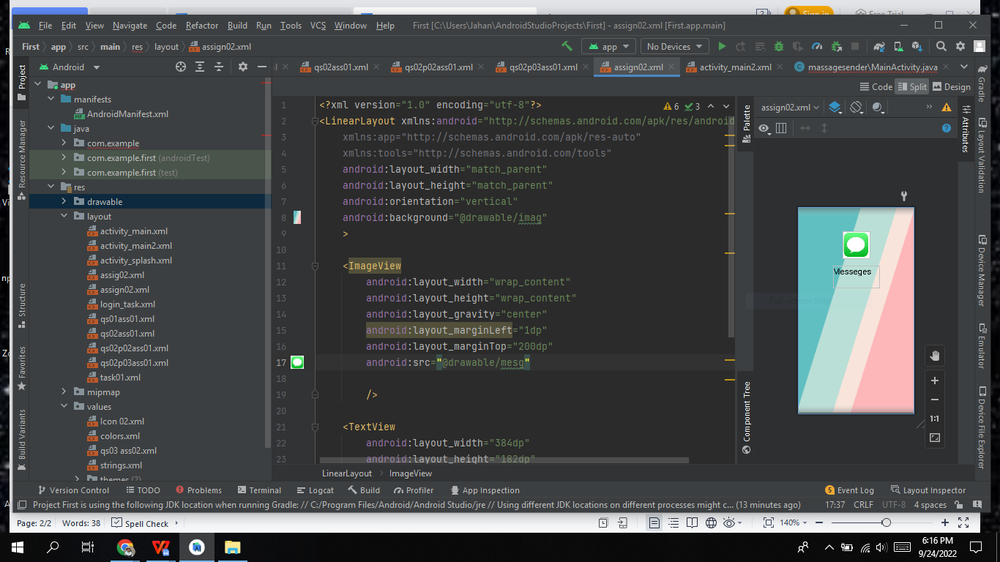 Sign in
Free Trial
File Edit View Navigate Code Refactor Build Run Tools VCS Window Help First [C:\Users\Jahan\AndroidStudioProjects\First] - assign02.xml [First.app.main]
First app src main res layout assign02.xml app No Devices
Project
Android
qs02ass01.xml qs02p02ass01.xml qs02p03ass01.xml assign02.xml activity_main2.xml massagesender\MainActivity.java
Code Split Design
app
manifests
AndroidManifest.xml
java
com.example
com.example.first (androidTest)
com.example.first (test)
res
drawable
layout
activity_main.xml
activity_main2.xml
activity_splash.xml
assig02.xml
assign02.xml
login_task.xml
qs01ass01.xml
qs02ass01.xml
qs02p02ass01.xml
qs02p03ass01.xml
task01.xml
mipmap
values
Icon 02.xml
colors.xml
qs03 ass02.xml
strings.xml
themes (2)
Resource Manager
Structure
Favorites
Build Variants
1 <?xml version="1.0" encoding="utf-8"?>
2 <LinearLayout xmlns:android="http://schemas.android.com/apk/res/android
3 xmlns:app="http://schemas.android.com/apk/res-auto"
4 xmlns:tools="http://schemas.android.com/tools"
5 android:layout_width="match_parent"
6 android:layout_height="match_parent"
7 android:orientation="vertical"
8 android:background="@drawable/imag"
9 >
10
11 <ImageView
12 android:layout_width="wrap_content"
13 android:layout_height="wrap_content"
14 android:layout_gravity="center"
15 android:layout_marginLeft="1dp"
16 android:layout_marginTop="200dp"
17 android:src="@drawable/mesg"
18
19 />
20
21 <TextView
22 android:layout_width="384dp"
23 android:layout_height="182dp"
6 3
LinearLayout ImageView
Palette
Component Tree
assign02.xml
Messeges
1:1
Attributes
Gradle
Layout Validation
Device Manager
Emulator
Device File Explorer
Version Control TODO Problems Terminal Logcat Build Profiler App Inspection 5 Event Log Layout Inspector
Project First is using the following JDK location when running Gradle: // C:/Program Files/Android/Android Studio/jre // Using different JDK locations on different processes might c... (13 minutes ago) 17:37 CRLF UTF-8 4 spaces
Page: 2/2 Words: 38 Spell Check 140%
6:16 PM
9/24/2022